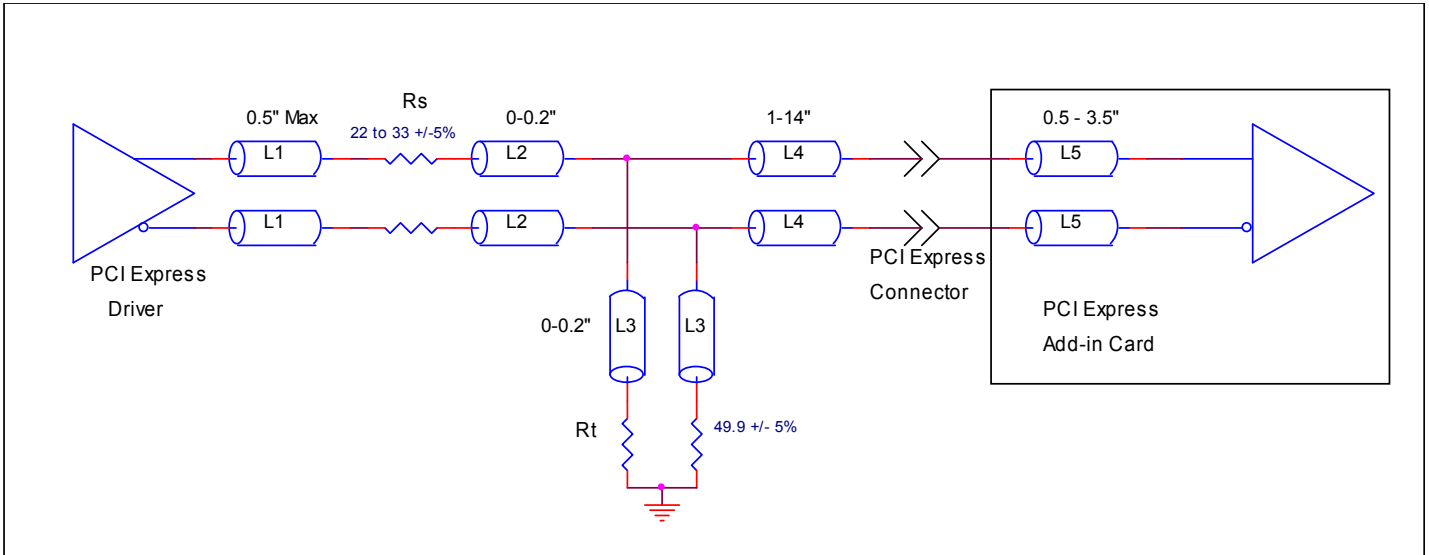 Rs
0.5" Max
22 to 33 +/-5%
0-0.2"
1-14"
0.5 - 3.5"
L1
L2
L4
L5
L1
L2
L4
L5
PCI Express
Driver
PCI Express
Connector
0-0.2"
L3
L3
PCI Express
Add-in Card
Rt
49.9 +/- 5%